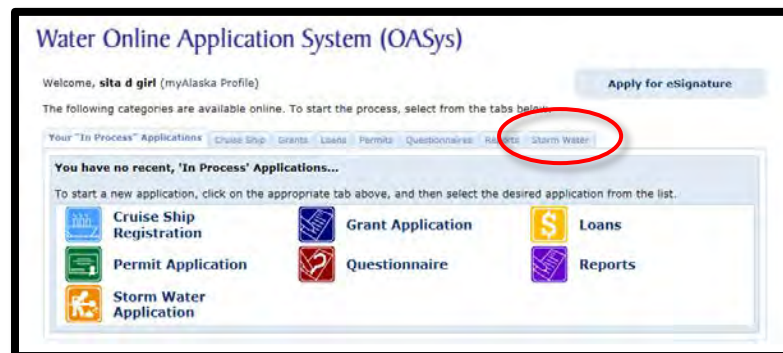 Water Online Application System (OASys)
Welcome, sita d girl (myAlaska Profile)
Apply for eSignature
The following categories are available online. To start the process, select from the tabs below.
Your "In Process" Applications Cruise Ship Grants Loans Permits Questionnaires Reports Storm Water
You have no recent, 'In Process' Applications...
To start a new application, click on the appropriate tab above, and then select the desired application from the list.
Cruise Ship
Registration
Grant Application
Loans
Permit Application
Questionnaire
Reports
Storm Water
Application